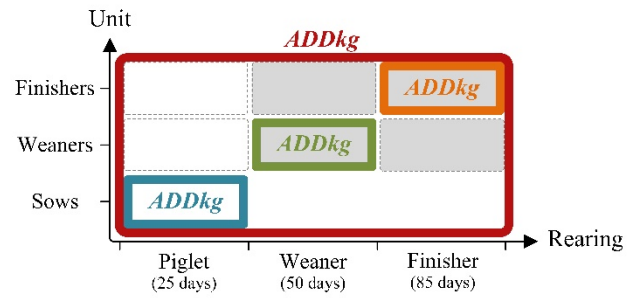 Unit
ADDkg
Finishers
ADDkg
Weaners
ADDkg
Sows
ADDkg
Rearing
Piglet
(25 days)
Weaner
(50 days)
Finisher
(85 days)